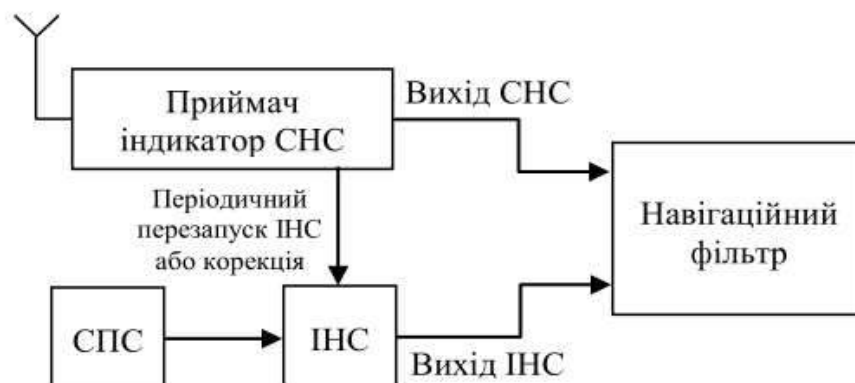 Приймач
індикатор СНС
Вихід СНС
Періодичний
перезапуск ІНС
або корекція
Навігаційний
фільтр
СПС
ІНС
Вихід ІНС